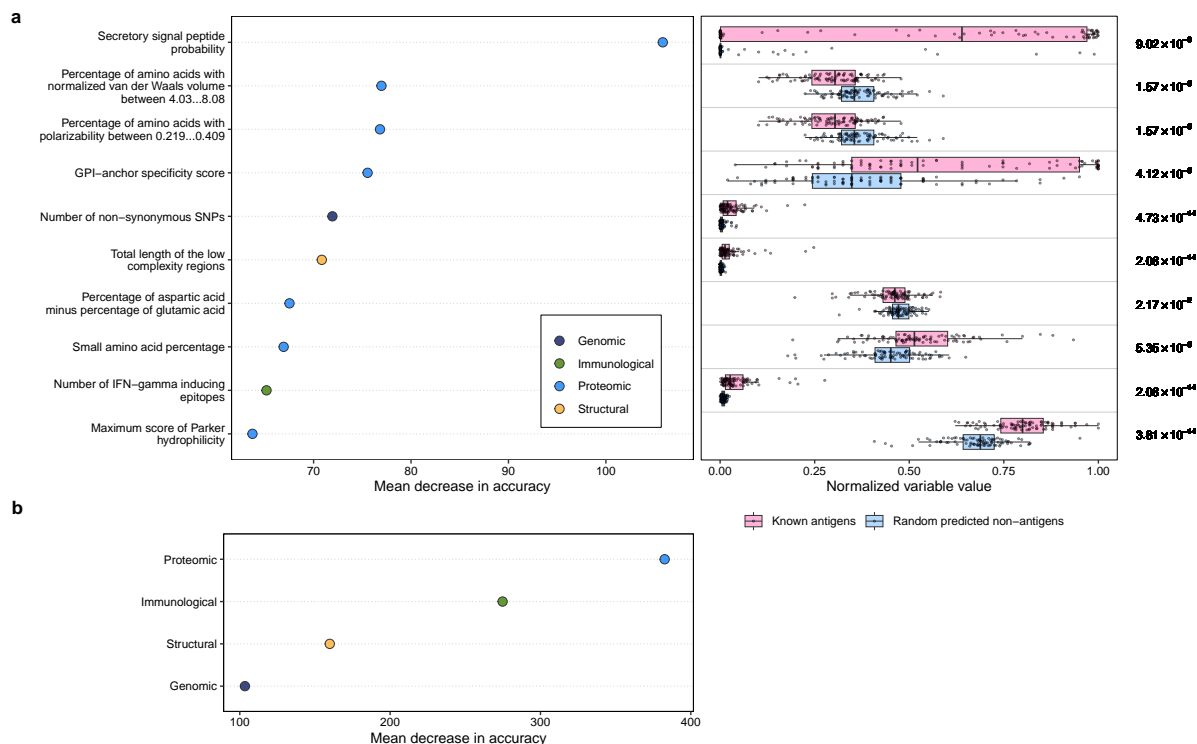 a
Secretory signal peptide
probability
Percentage of amino acids with
normalized van der Waals volume
between 4.03...8.08
Percentage of amino acids with
polarizability between 0.219...0.409
GPI−anchor specificity score
Number of non−synonymous SNPs
Total length of the low
complexity regions
Percentage of aspartic acid
minus percentage of glutamic acid
Small amino acid percentage
Number of IFN−gamma inducing
epitopes
Maximum score of Parker
hydrophilicity
Genomic
Immunological
Proteomic
Structural
70 80 90 100
Mean decrease in accuracy
0.00 0.25 0.50 0.75 1.00
Normalized variable value
Known antigens Random predicted non−antigens
b
Proteomic
Immunological
Structural
Genomic
100 200 300 400
Mean decrease in accuracy